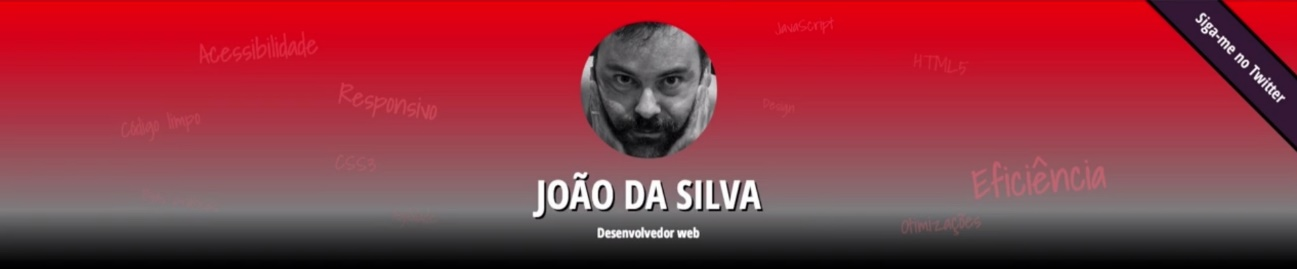 JavaScript
Acessibilidade
HTML5
Siga-me no Twitter
Responsivo
Design
Código limpo
CSS3
Eficiência
JOÃO DA SILVA
Otimizações
Desenvolvedor web